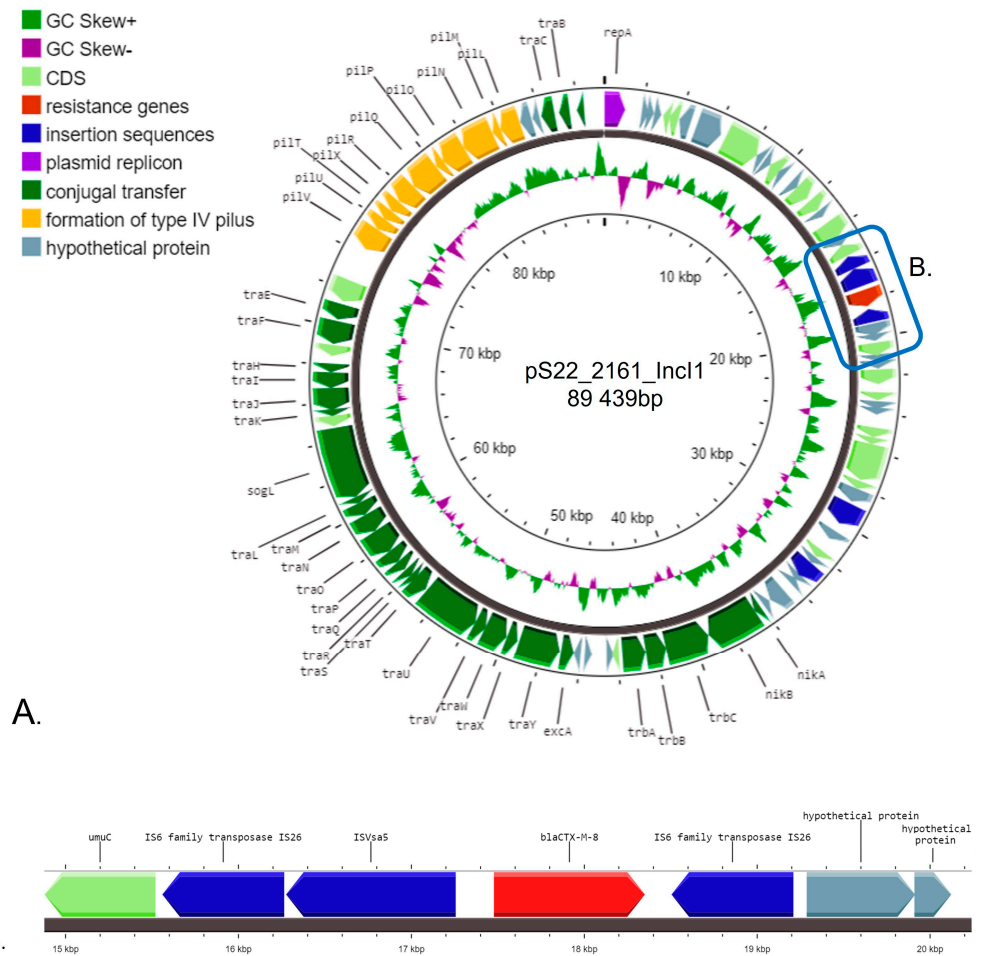 GC Skew+
GC Skew-
CDS
resistance genes
insertion sequences
plasmid replicon
conjugal transfer
formation of type IV pilus
hypothetical protein
traB
traC
repA
pilM
pilL
pilN
pilO
pilP
pilQ
pilR
pilT
pilX
pilU
pilV
B.
traE
traF
traH
traI
traJ
traK
sogL
traL
traM
traN
traO
traP
traQ
traR
traS
traT
traU
traV
traW
traX
traY
excA
trbA
trbB
trbC
nikB
nikA
80 kbp
10 kbp
70 kbp
20 kbp
60 kbp
30 kbp
50 kbp
40 kbp
pS22_2161_IncI1
89 439bp
A.
umuC
IS6 family transposase IS26
ISVsa5
blaCTX-M-8
IS6 family transposase IS26
hypothetical protein
hypothetical
protein
15 kbp
16 kbp
17 kbp
18 kbp
19 kbp
20 kbp